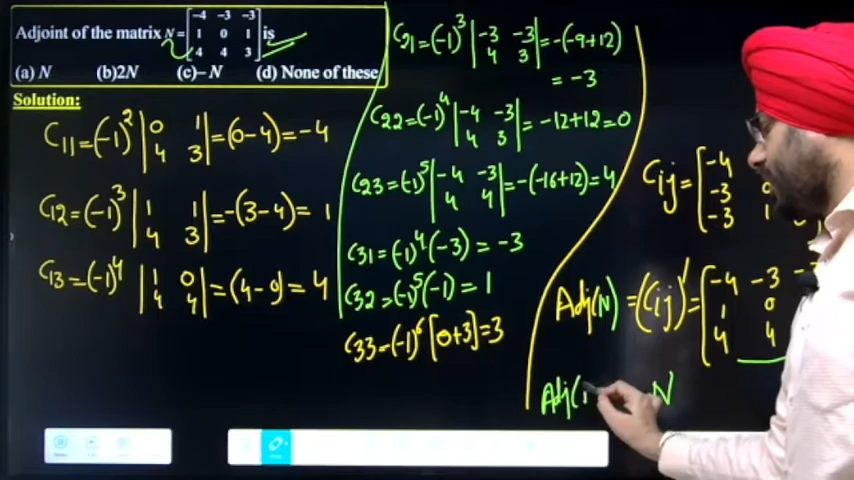 Adjoint of the matrix N = [-4 -3 -3
1 0 1
4 4 3] is
(a) N (b)2N (c)– N (d) None of these
Solution:
C11=(-1)^2 |0 1
4 3|=(0-4)=-4
C12=(-1)^3 |1 1
4 3|=-(3-4)= 1
C13=(-1)^4 |1 0
4 4|=(4-0)= 4
C21=(-1)^3 |-3 -3
4 3|=-(-9+12)
= -3
C22=(-1)^4 |-4 -3
4 3|= -12+12=0
C23=(-1)^5 |-4 -3
4 4|=-(-16+12)=4
C31=(-1)^4(-3) = -3
C32=(-1)^5(-1) = 1
C33=(-1)^6 [0+3]=3
Cij = [-4
-3
-3 1
Adj(N) =(Cij)' =[-4 -3
1 0
4 4
Adj( N